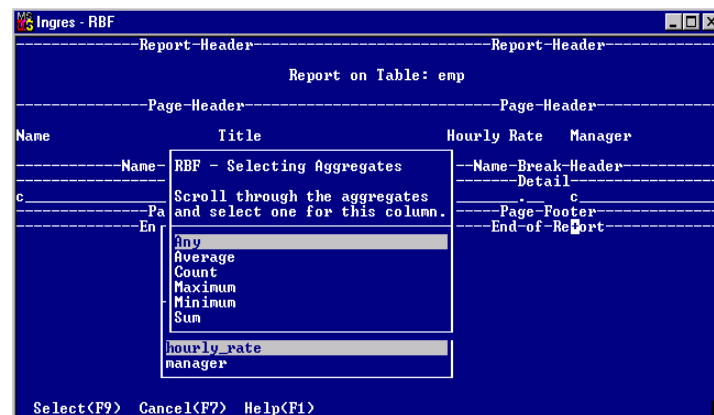 Ingres - RBF
---------------Report-Header-----------------------------Report-Header-------------
Report on Table: emp
----------------Page-Header-------------------------------Page-Header--------------
Name Title Hourly Rate Manager
-------------Name- --Name-Break-Header---
RBF - Selecting Aggregates
------Detail----
Scroll through the aggregates
and select one for this column.
c_________________ ______.__ c________
----------------Pa ----Page-Footer----
---------------En ----End-of-Report----
Any
Average
Count
Maximum
Minimum
Sum
hourly_rate
manager
Select(F9) Cancel(F7) Help(F1)